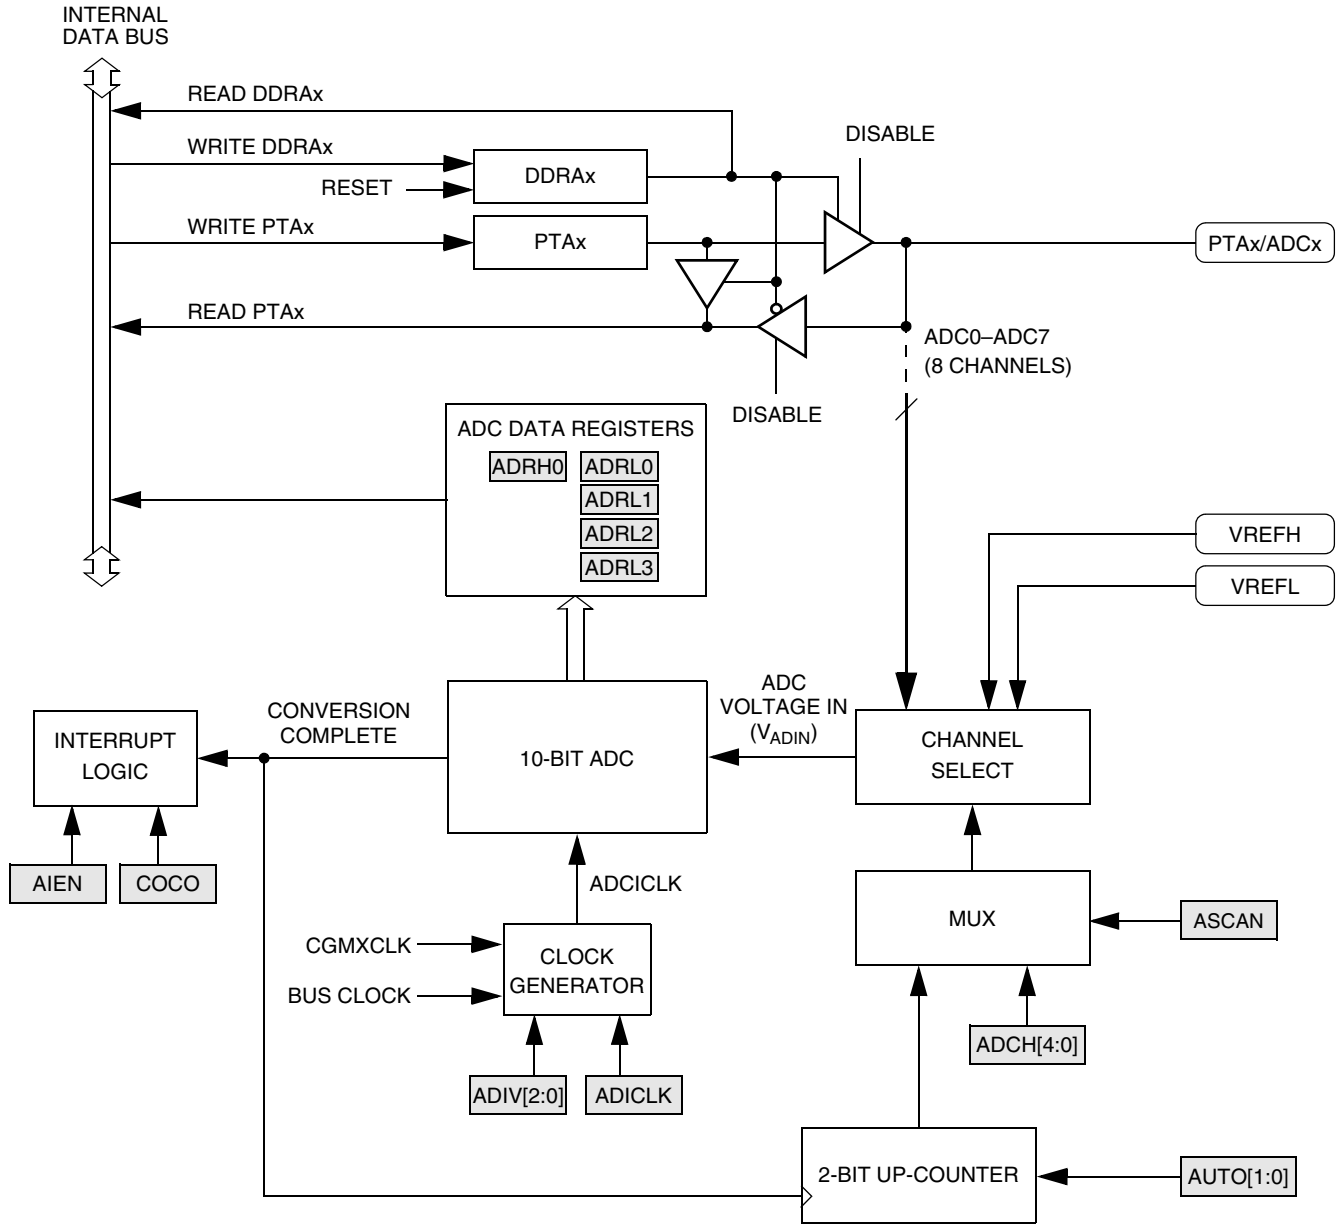 INTERNAL
DATA BUS
READ DDRAx
WRITE DDRAx
DISABLE
DDRAx
RESET
WRITE PTAx
PTAx
PTAx/ADCx
READ PTAx
ADC0–ADC7
(8 CHANNELS)
DISABLE
ADC DATA REGISTERS
ADRH0 ADRL0
ADRL1
ADRL2
ADRL3
VREFH
VREFL
ADC
VOLTAGE IN
(VADIN)
CONVERSION
COMPLETE
INTERRUPT
LOGIC
10-BIT ADC
CHANNEL
SELECT
AIEN
COCO
ADCICLK
MUX
ASCAN
CGMXCLK
CLOCK
GENERATOR
BUS CLOCK
ADCH[4:0]
ADIV[2:0]
ADICLK
2-BIT UP-COUNTER
AUTO[1:0]